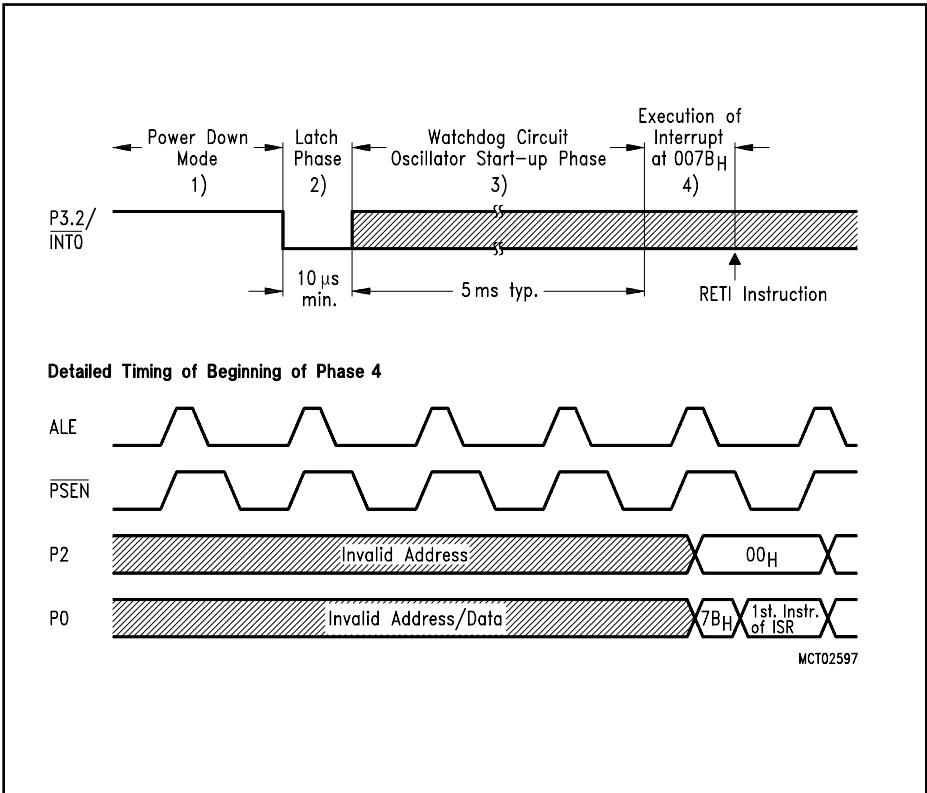 Power Down
Mode
1)
Latch
Phase
2)
Watchdog Circuit
Oscillator Start-up Phase
3)
Execution of
Interrupt
at 007BH
4)
P3.2/
INT0
10 μs
min.
5 ms typ.
RETI Instruction
Detailed Timing of Beginning of Phase 4
ALE
PSEN
P2
Invalid Address
00H
P0
Invalid Address/Data
7BH
1st. Instr.
of ISR
MCT02597